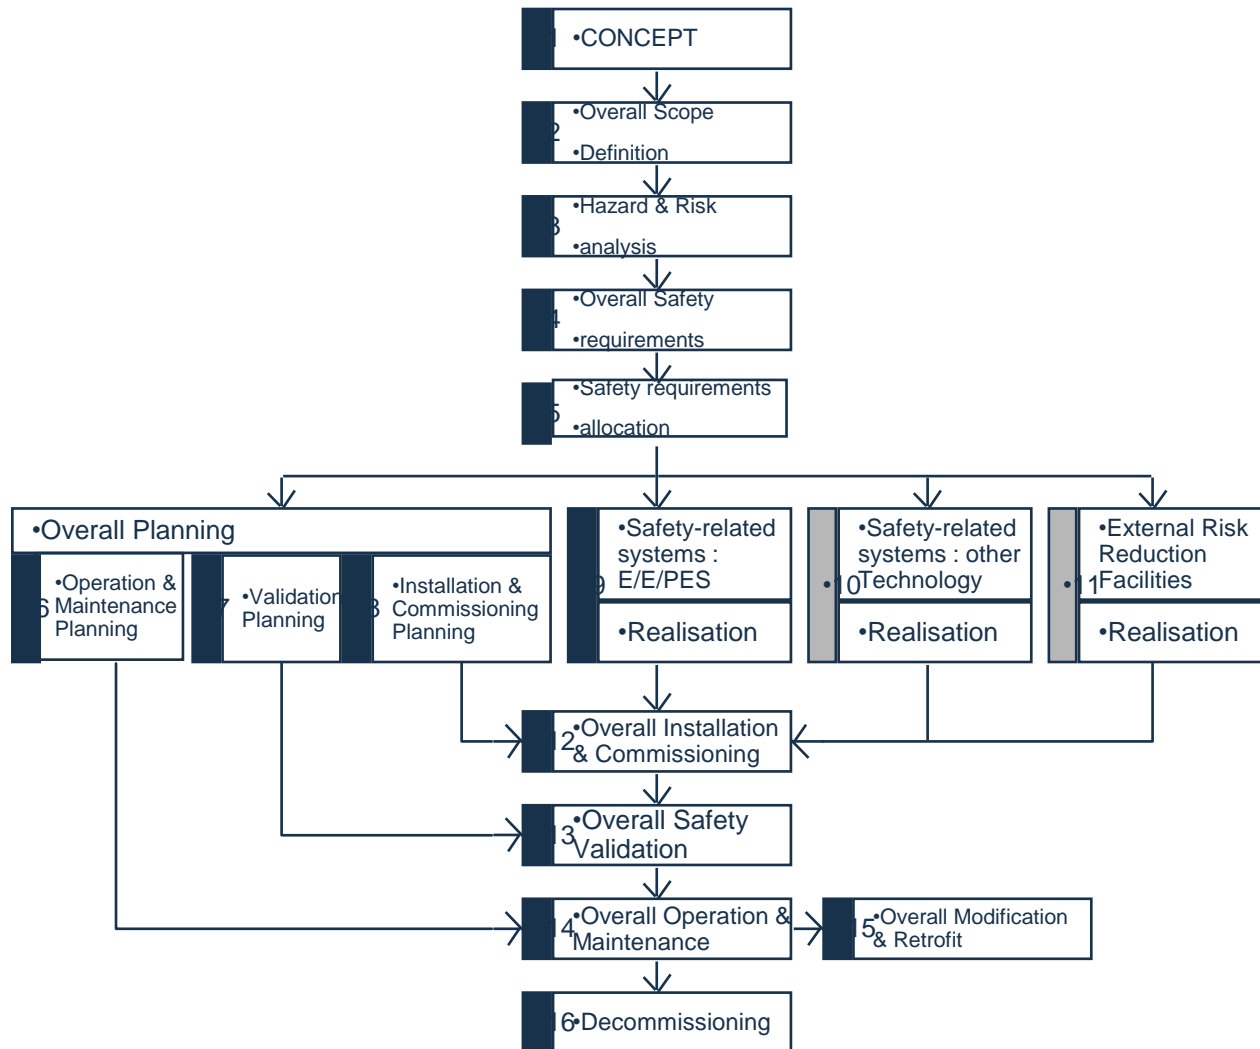 1 •CONCEPT
2 •Overall Scope
•Definition
3 •Hazard & Risk
•analysis
4 •Overall Safety
•requirements
5 •Safety requirements
•allocation
•Overall Planning
6 •Operation &
Maintenance
Planning
7 •Validation
Planning
8 •Installation &
Commissioning
Planning
9 •Safety-related
systems :
E/E/PES
•Realisation
•10 •Safety-related
systems : other
Technology
•Realisation
•11 •External Risk
Reduction
Facilities
•Realisation
12 •Overall Installation
& Commissioning
13 •Overall Safety
Validation
14 •Overall Operation &
Maintenance
15 •Overall Modification
& Retrofit
16 •Decommissioning